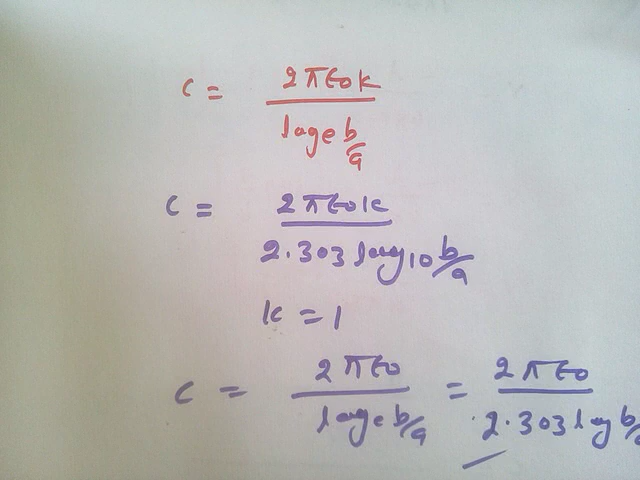 c = 2πϵ0k
loge b/a
c = 2πϵ0k
2.303 log10 b/a
k = 1
c = 2πϵ0 / loge b/a = 2πϵ0 / 2.303 log b/a